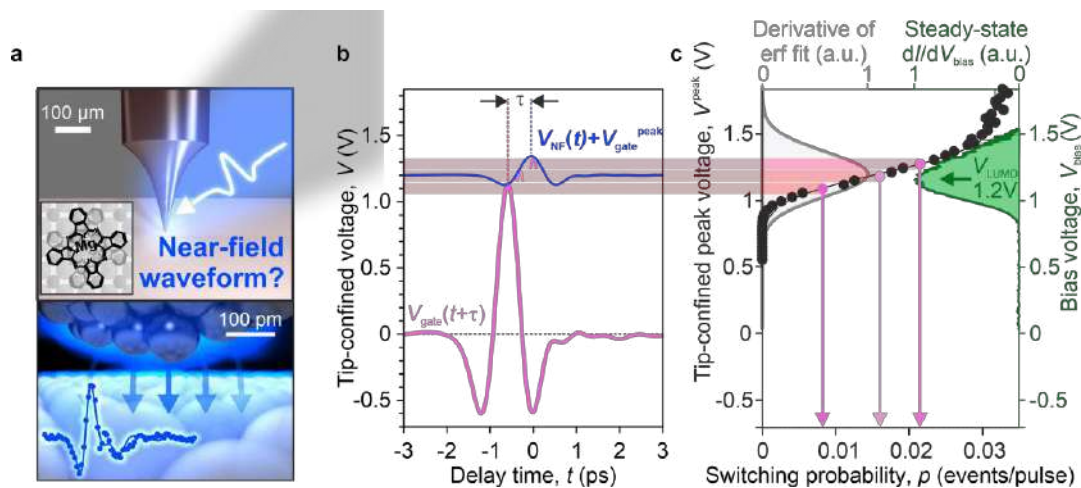 a
100 µm
Mg
Near-field
waveform?
100 pm
b
τ
V_NF(t)+V_gate^peak
V_gate(t+τ)
Tip-confined voltage, V (V)
1.5
1.0
0.5
0
-0.5
-3 -2 -1 0 1 2 3
Delay time, t (ps)
c
Derivative of
erf fit (a.u.)
0 1
Steady-state
dI/dV_bias (a.u.)
1 0
Tip-confined peak voltage, V^peak (V)
1.5
1
0.5
0
-0.5
V_LUMO
1.2V
Bias voltage, V_bias (V)
1.5
1.0
0.5
0
-0.5
0 0.01 0.02 0.03
Switching probability, p (events/pulse)